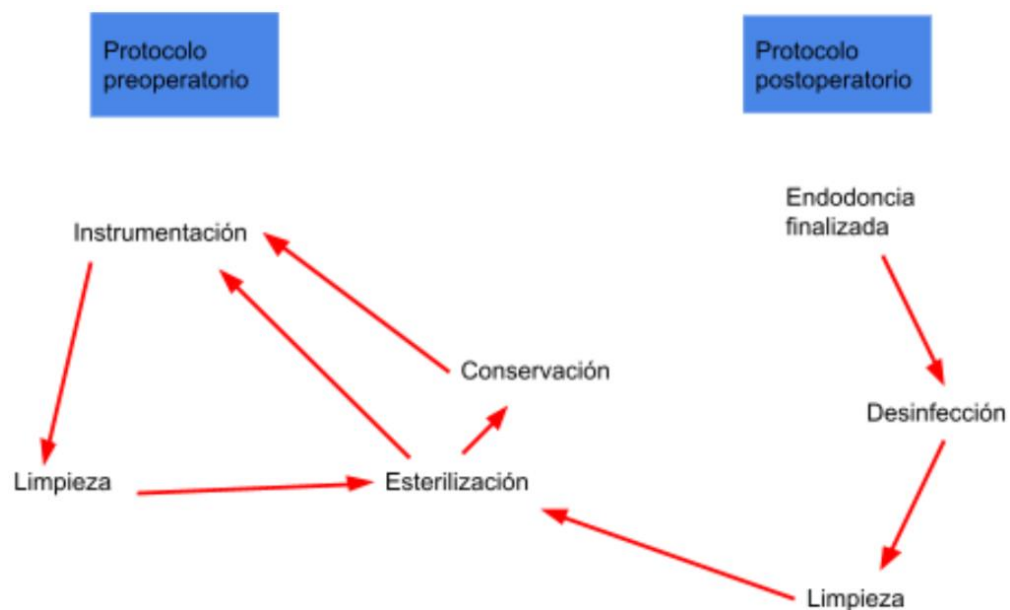 Protocolo
preoperatorio
Protocolo
postoperatorio
Endodoncia
finalizada
Instrumentación
Conservación
Desinfección
Limpieza
Esterilización
Limpieza